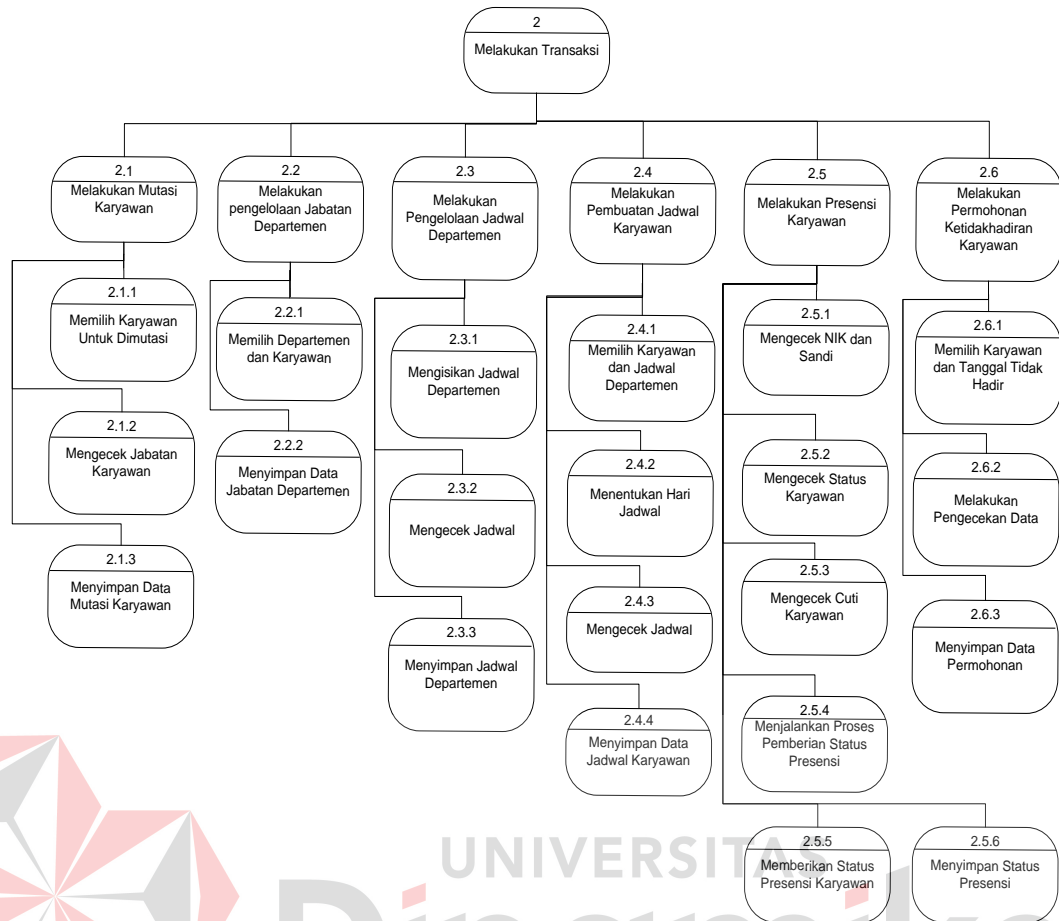 2
Melakukan Transaksi
2.1
Melakukan Mutasi
Karyawan
2.2
Melakukan
pengelolaan Jabatan
Departemen
2.3
Melakukan
Pengelolaan Jadwal
Departemen
2.4
Melakukan
Pembuatan Jadwal
Karyawan
2.5
Melakukan Presensi
Karyawan
2.6
Melakukan
Permohonan
Ketidakhadiran
Karyawan
2.1.1
Memilih Karyawan
Untuk Dimutasi
2.1.2
Mengecek Jabatan
Karyawan
2.1.3
Menyimpan Data
Mutasi Karyawan
2.2.1
Memilih Departemen
dan Karyawan
2.2.2
Menyimpan Data
Jabatan Departemen
2.3.1
Mengisikan Jadwal
Departemen
2.3.2
Mengecek Jadwal
2.3.3
Menyimpan Jadwal
Departemen
2.4.1
Memilih Karyawan
dan Jadwal
Departemen
2.4.2
Menentukan Hari
Jadwal
2.4.3
Mengecek Jadwal
2.4.4
Menyimpan Data
Jadwal Karyawan
2.5.1
Mengecek NIK dan
Sandi
2.5.2
Mengecek Status
Karyawan
2.5.3
Mengecek Cuti
Karyawan
2.5.4
Menjalankan Proses
Pemberian Status
Presensi
2.5.5
Memberikan Status
Presensi Karyawan
2.5.6
Menyimpan Status
Presensi
2.6.1
Memilih Karyawan
dan Tanggal Tidak
Hadir
2.6.2
Melakukan
Pengecekan Data
2.6.3
Menyimpan Data
Permohonan
UNIVERSITAS